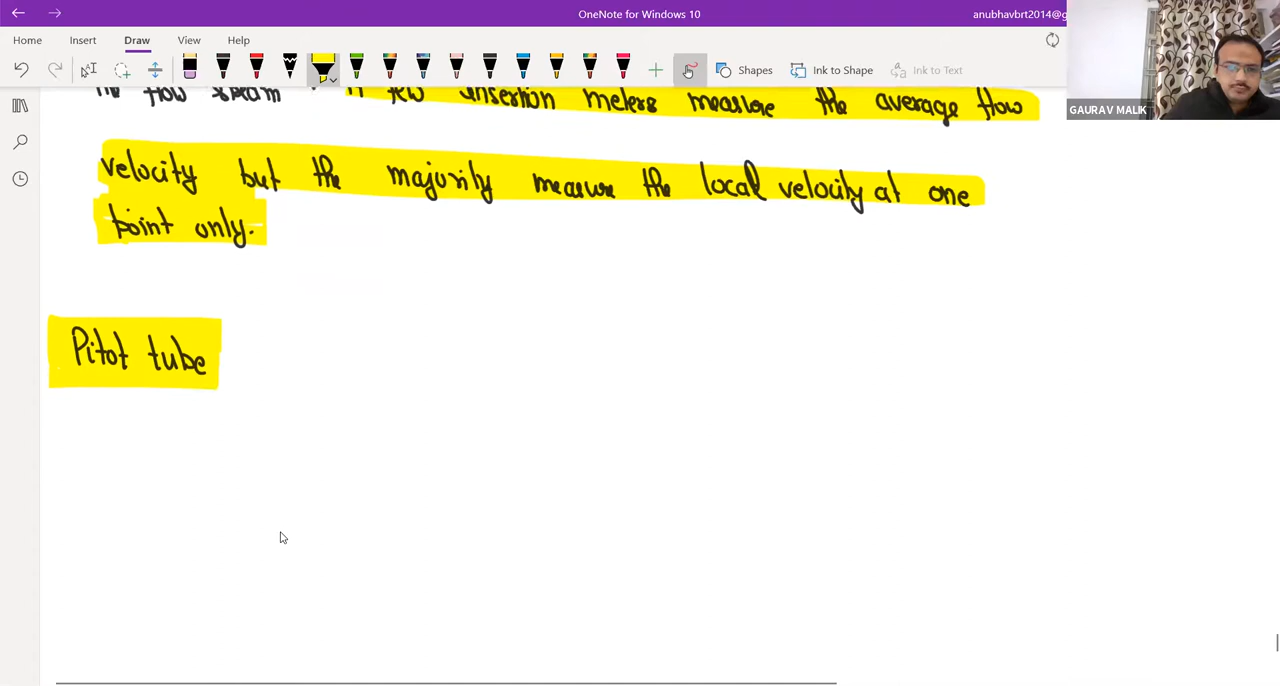 OneNote for Windows 10
anubhavbrt2014@g
Home Insert Draw View Help
Shapes Ink to Shape Ink to Text
GAURAV MALIK
the flow stream . A few insertion meters measure the average flow
velocity but the majority measure the local velocity at one
point only.
Pitot tube